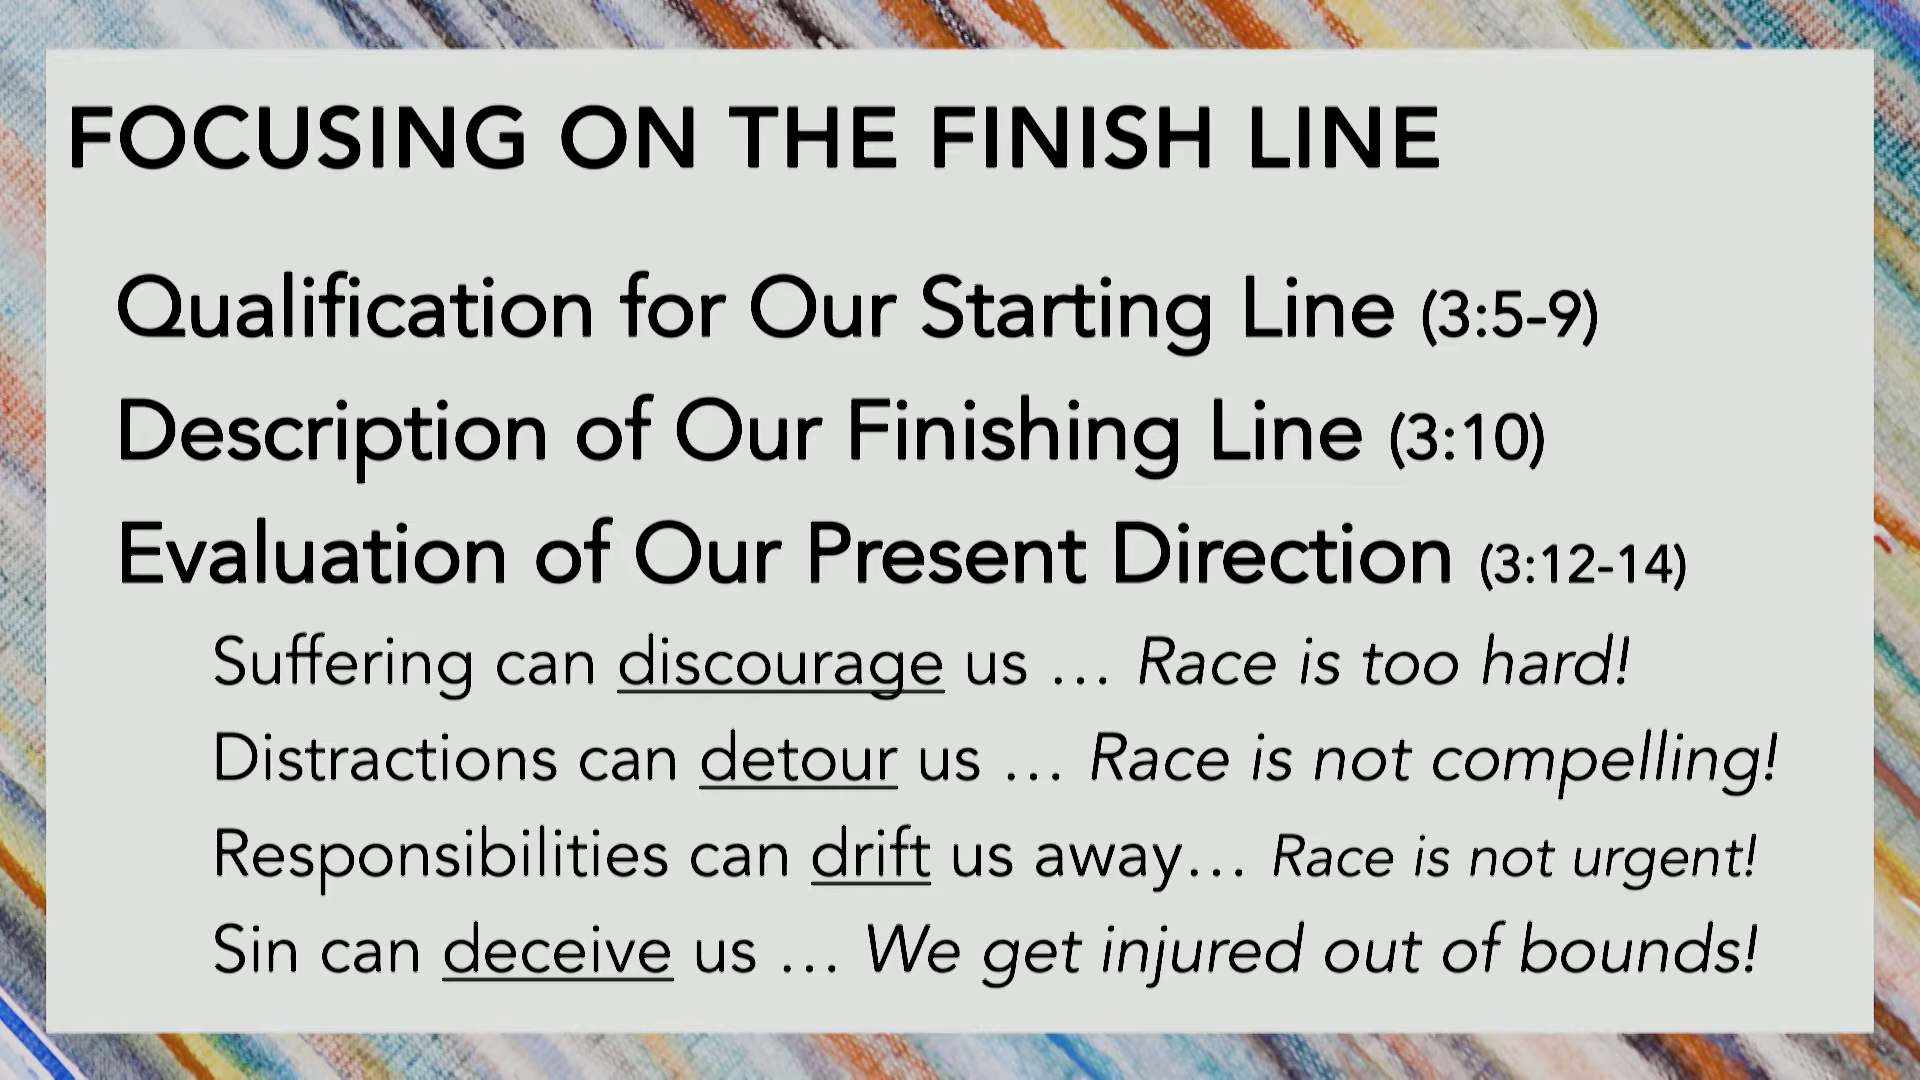 FOCUSING ON THE FINISH LINE
Qualification for Our Starting Line (3:5-9)
Description of Our Finishing Line (3:10)
Evaluation of Our Present Direction (3:12-14)
Suffering can discourage us … Race is too hard!
Distractions can detour us … Race is not compelling!
Responsibilities can drift us away… Race is not urgent!
Sin can deceive us … We get injured out of bounds!